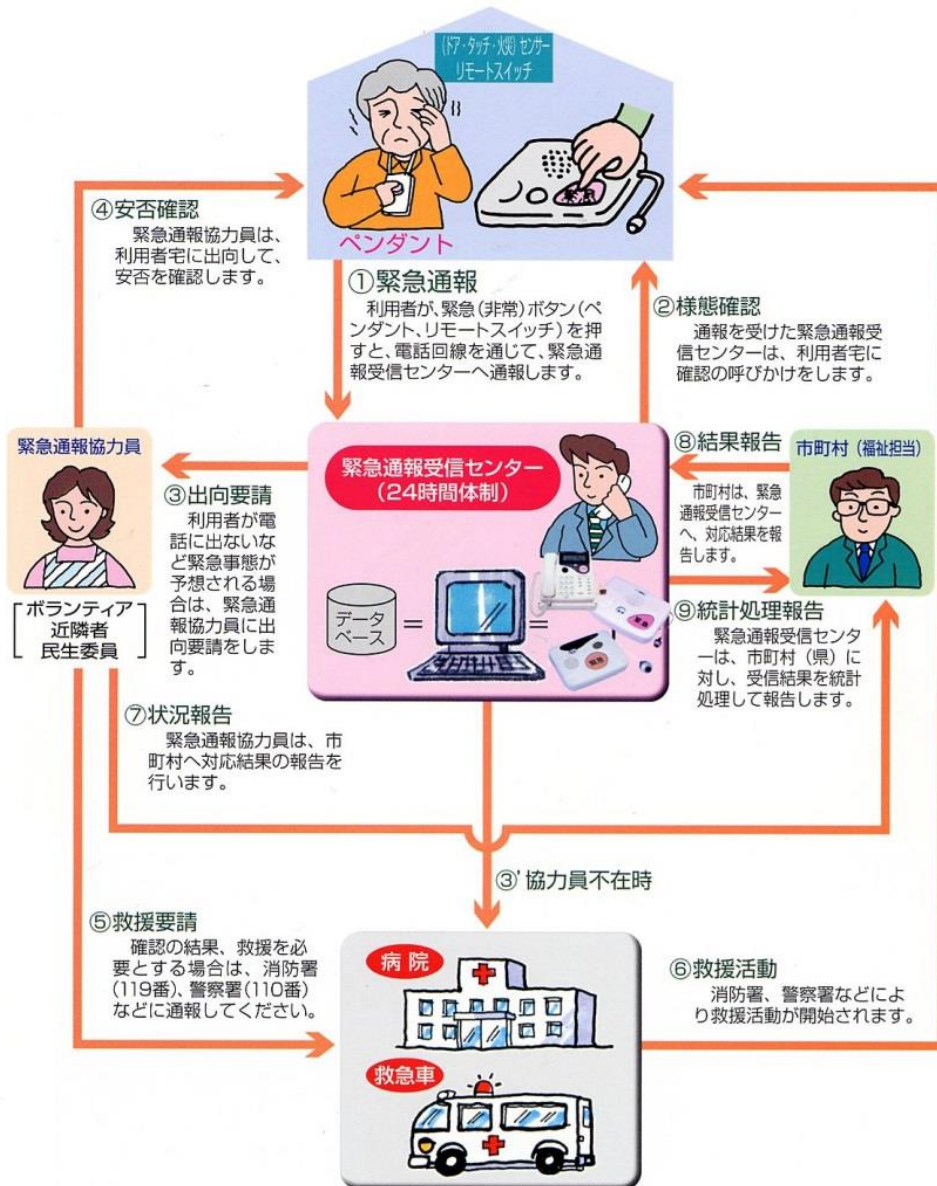 (ドア・タッチ・火災)センサー
リモートスイッチ
緊急
ペンダント
④安否確認
緊急通報協力員は、
利用者宅に出向して、
安否を確認します。
①緊急通報
利用者が、緊急(非常)ボタン(ペ
ンダント、リモートスイッチ)を押
すと、電話回線を通じて、緊急通
報受信センターへ通報します。
②様態確認
通報を受けた緊急通報受
信センターは、利用者宅に
確認の呼びかけをします。
緊急通報協力員
ボランティア
近隣者
民生委員
③出向要請
利用者が電
話に出ないな
ど緊急事態が
予想される場
合は、緊急通
報協力員に出
向要請をしま
す。
緊急通報受信センター
(24時間体制)
データ
ベース
=
=
緊急
⑧結果報告
市町村は、緊急
通報受信センター
へ、対応結果を報
告します。
市町村(福祉担当)
⑨統計処理報告
緊急通報受信センタ
ーは、市町村(県)に
対し、受信結果を統計
処理して報告します。
⑦状況報告
緊急通報協力員は、市
町村へ対応結果の報告を
行います。
③'協力員不在時
⑤救援要請
確認の結果、救援を必
要とする場合は、消防署
(119番)、警察署(110番)
などに通報してください。
病院
救急車
⑥救援活動
消防署、警察署などによ
り救援活動が開始されます。